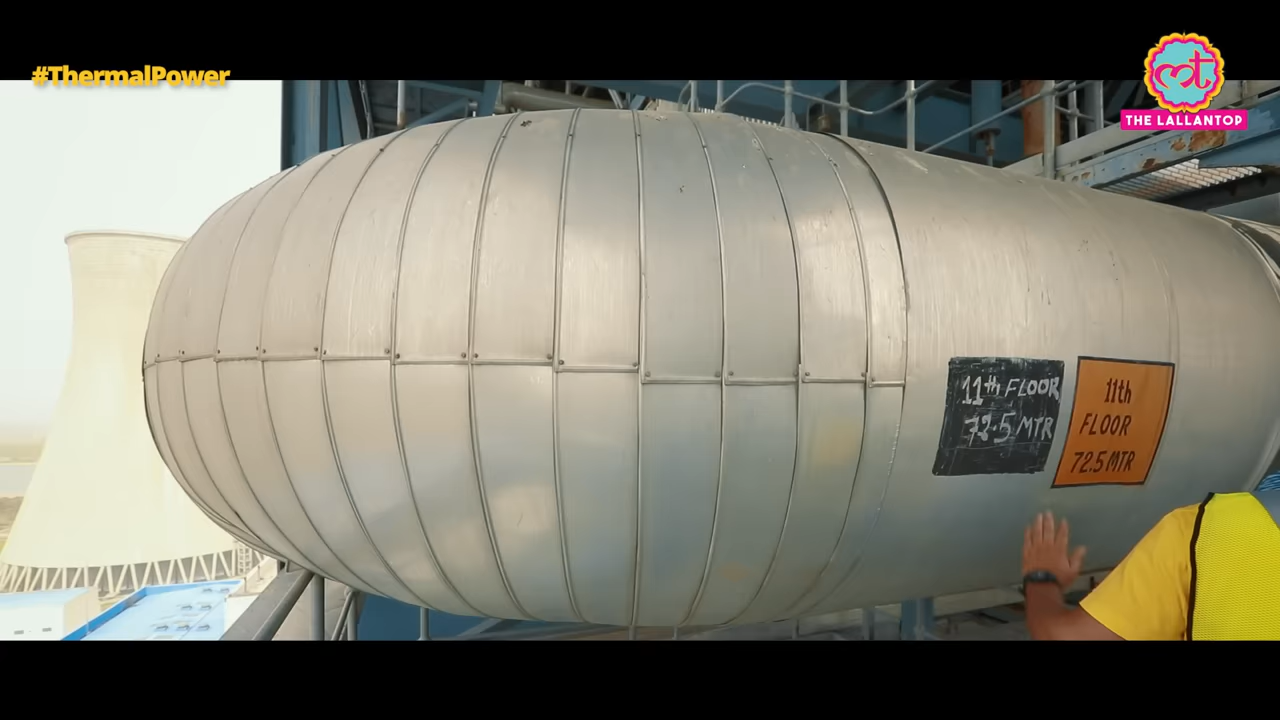 #ThermalPower
THE LALLANTOP
11th FLOOR
72.5 MTR
11th
FLOOR
72.5 MTR